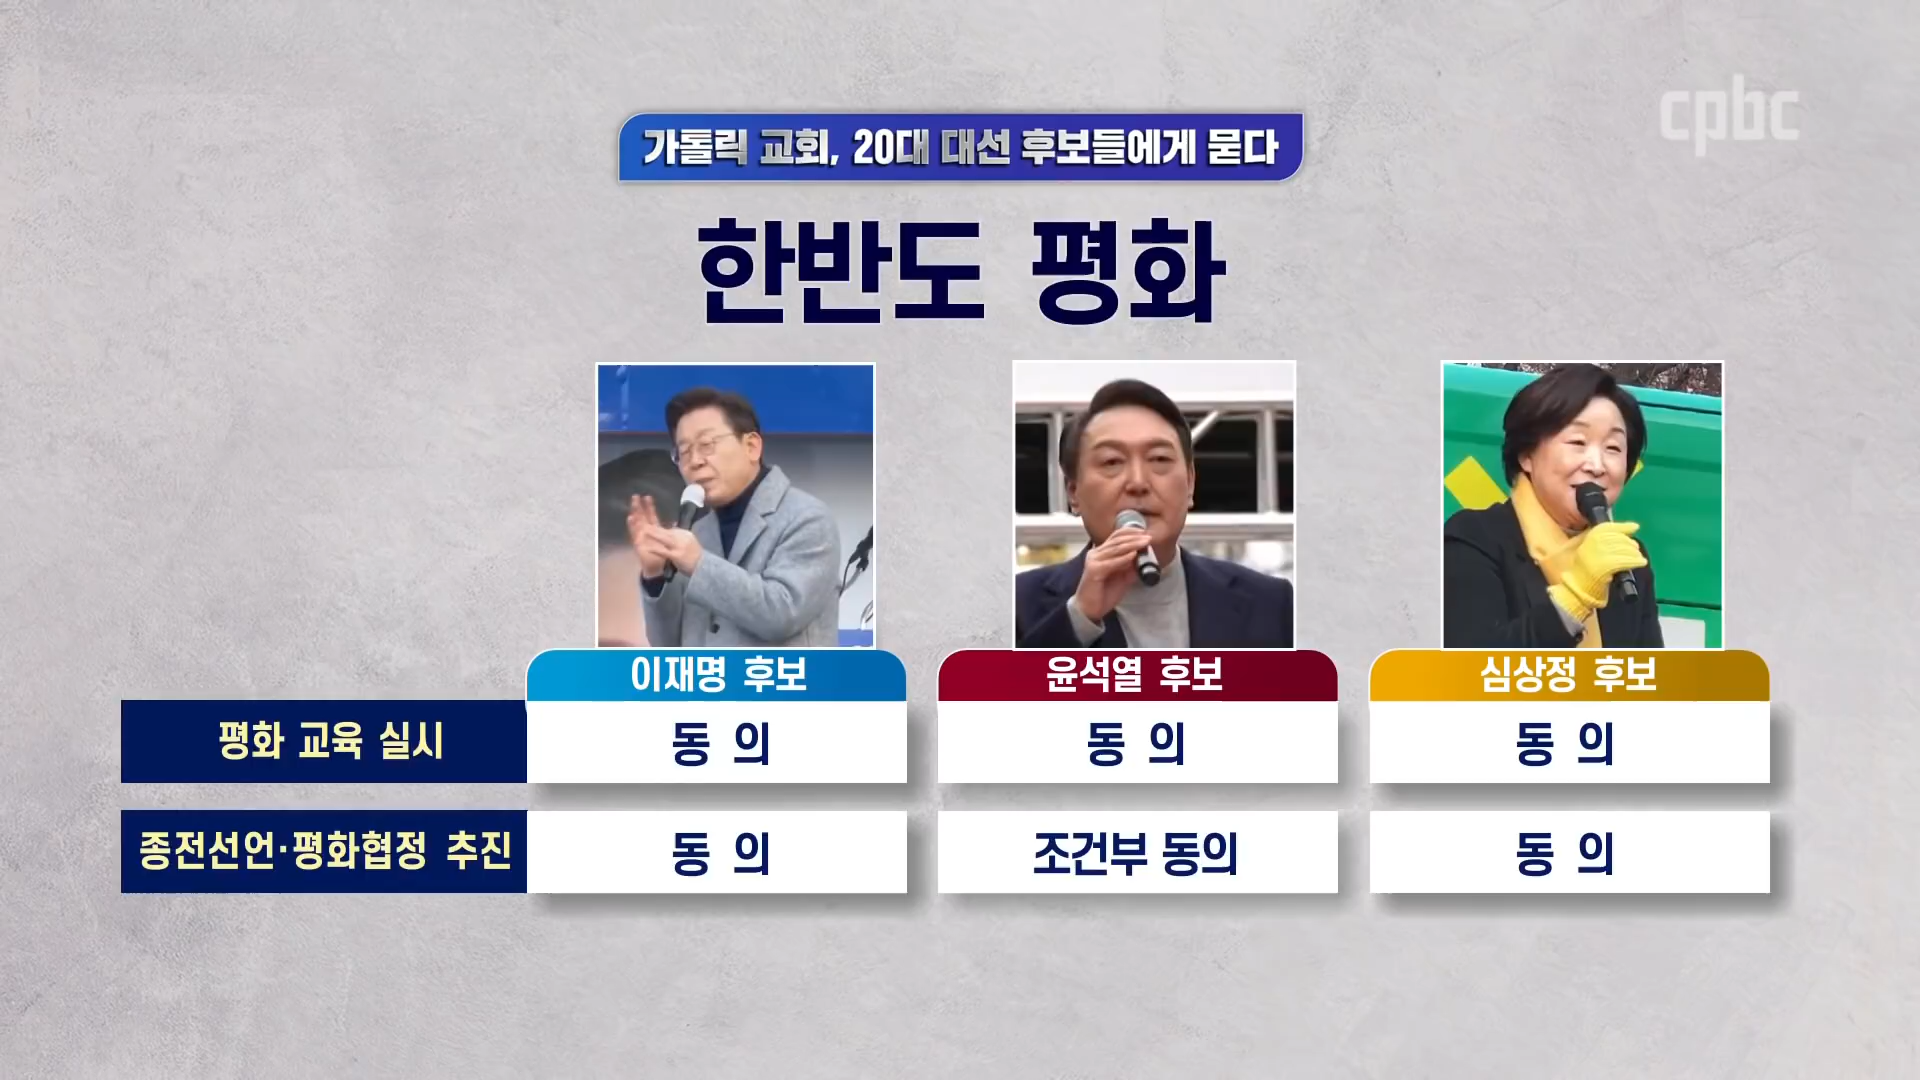 cpbc
가톨릭 교회, 20대 대선 후보들에게 묻다
한반도 평화
이재명 후보 윤석열 후보 심상정 후보
평화 교육 실시 동 의 동 의 동 의
종전선언·평화협정 추진 동 의 조건부 동의 동 의